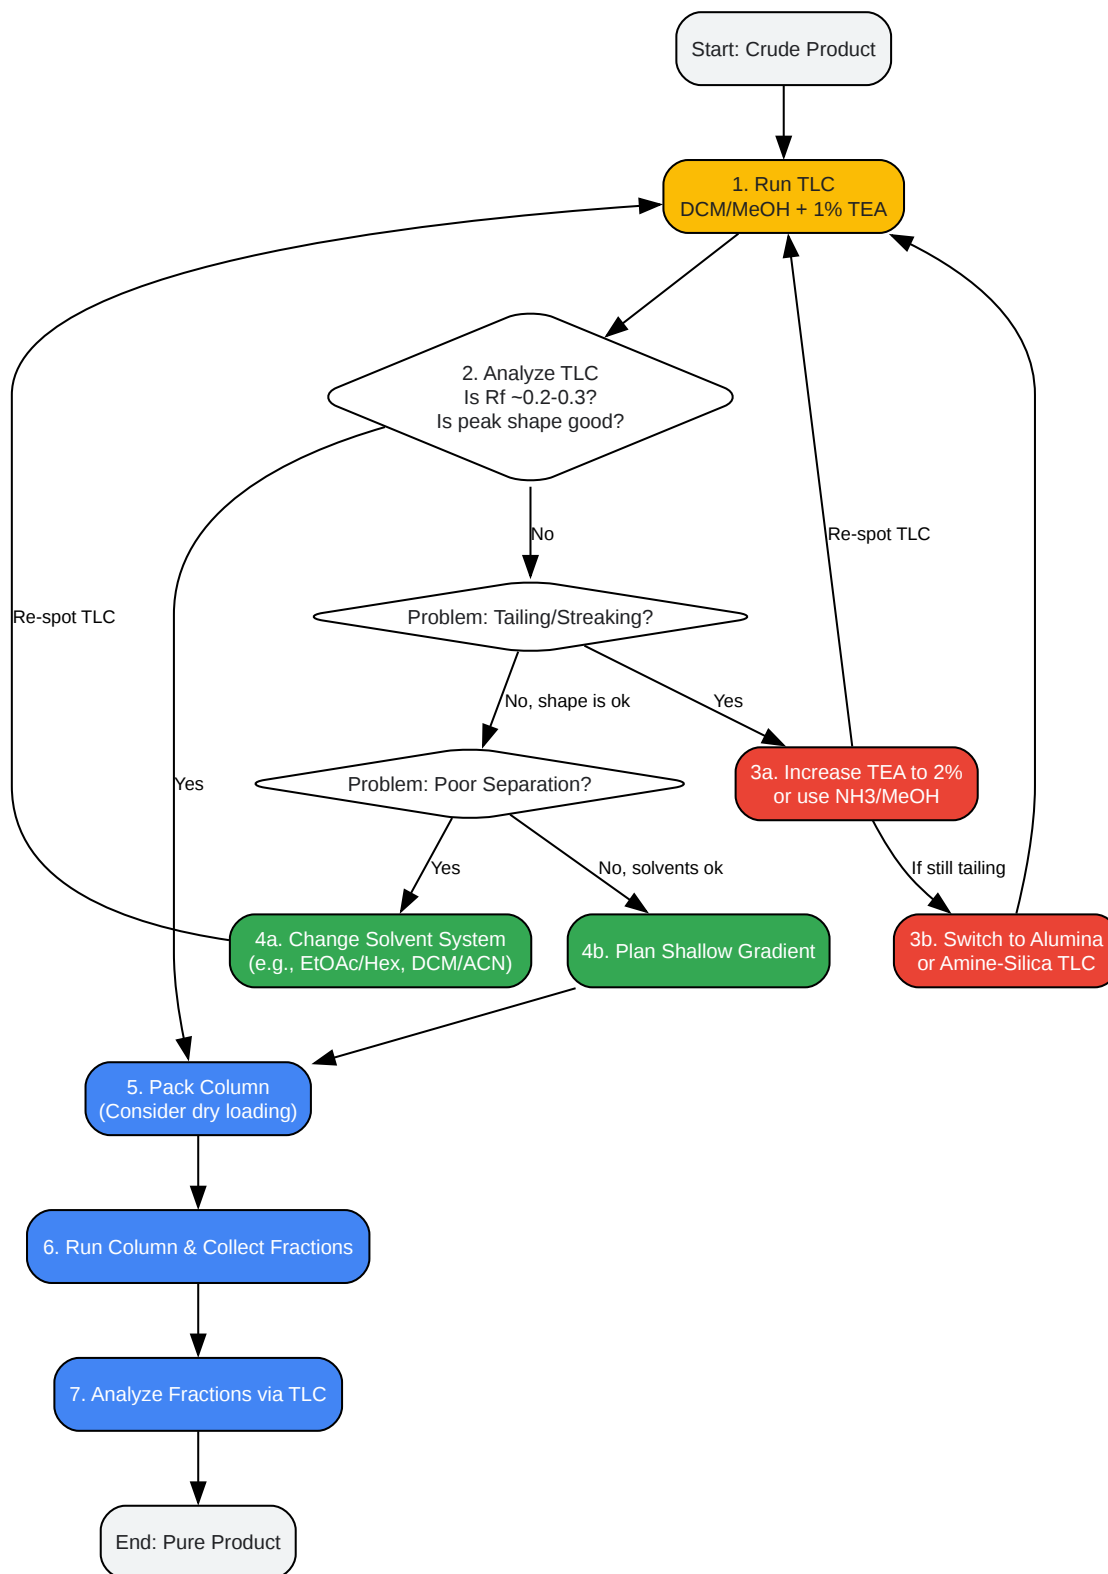 Start: Crude Product
1. Run TLC
DCM/MeOH + 1% TEA
2. Analyze TLC
Is Rf ~0.2-0.3?
Is peak shape good?
No
Re-spot TLC
Re-spot TLC
Problem: Tailing/Streaking?
No, shape is ok
Yes
Yes
Problem: Poor Separation?
3a. Increase TEA to 2%
or use NH3/MeOH
Yes
No, solvents ok
If still tailing
4a. Change Solvent System
(e.g., EtOAc/Hex, DCM/ACN)
4b. Plan Shallow Gradient
3b. Switch to Alumina
or Amine-Silica TLC
5. Pack Column
(Consider dry loading)
6. Run Column & Collect Fractions
7. Analyze Fractions via TLC
End: Pure Product